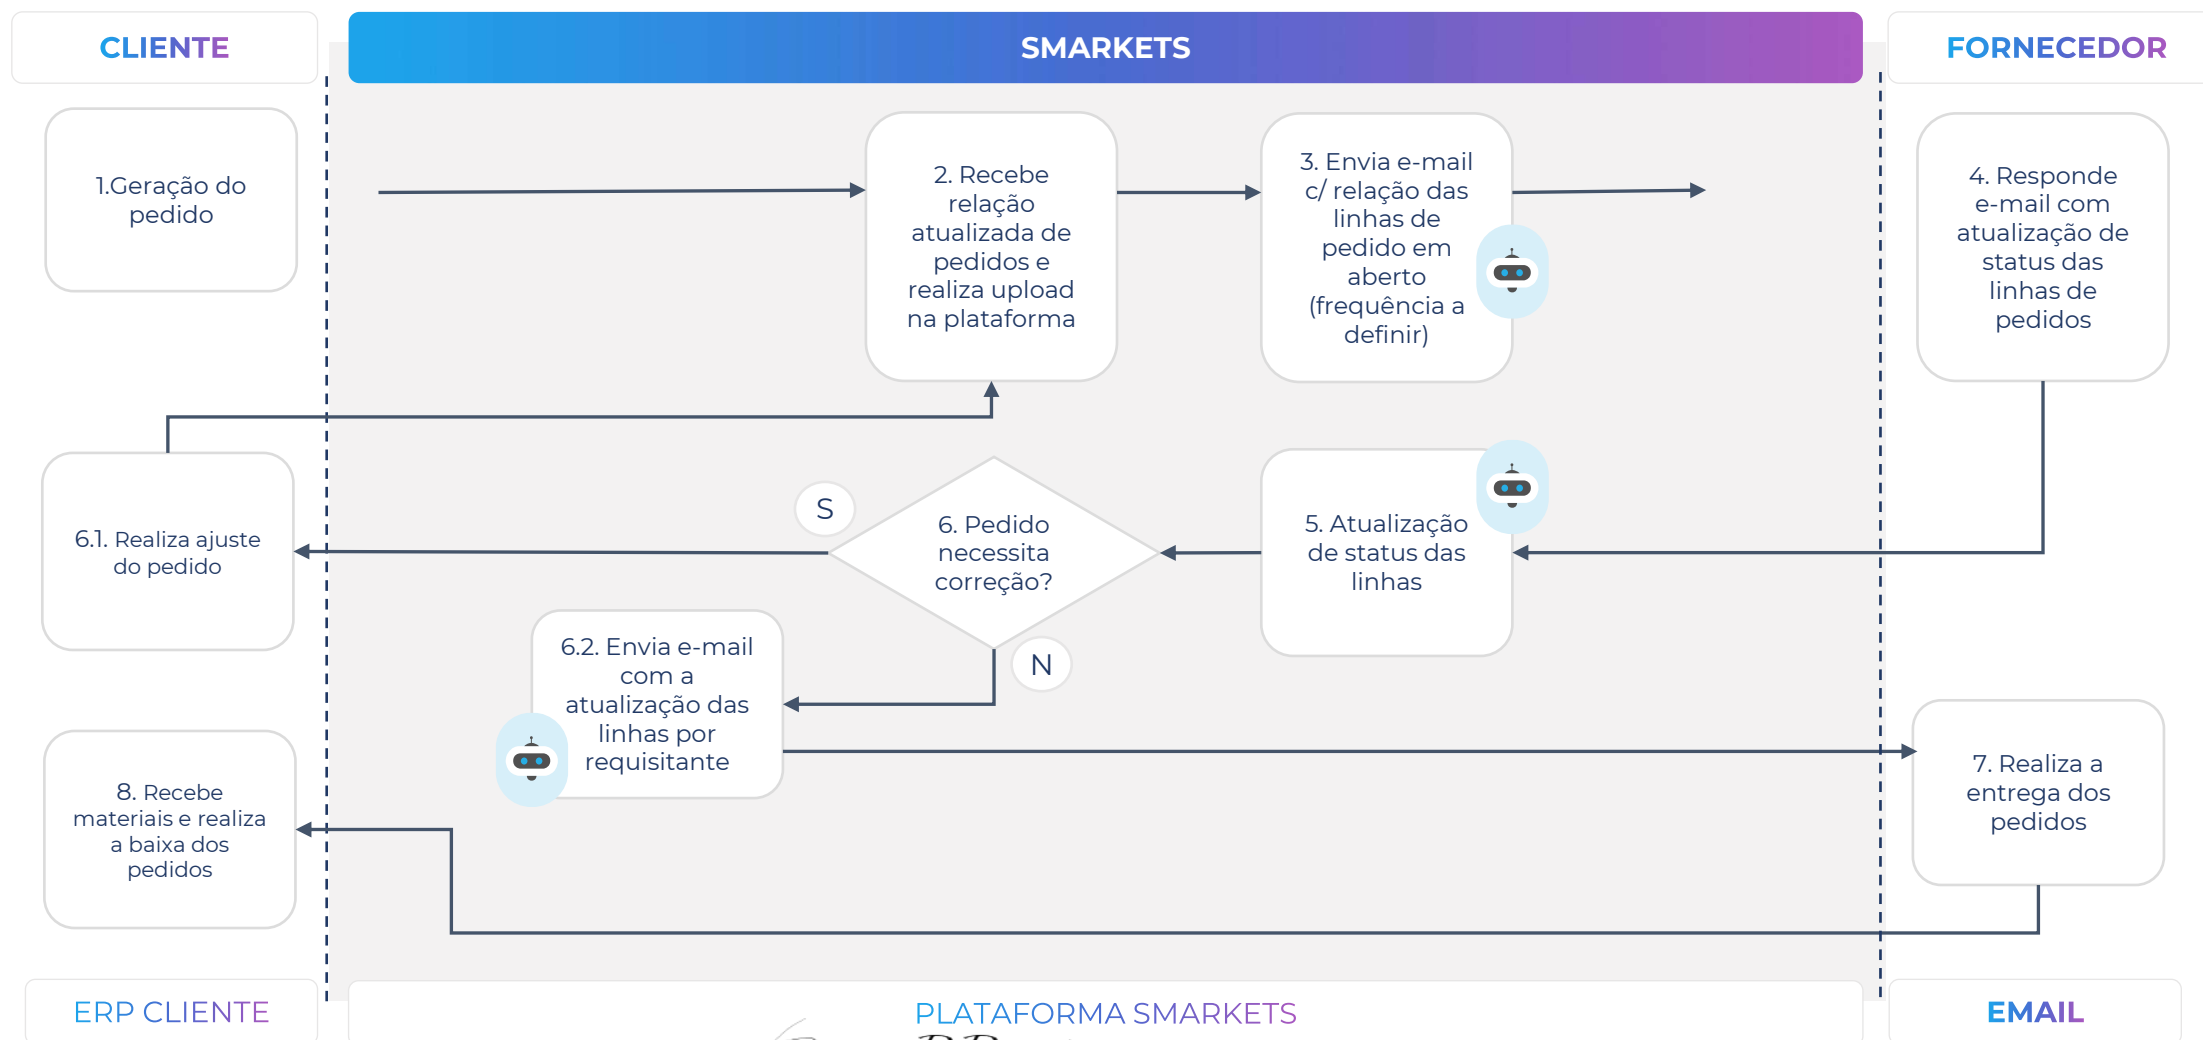 CLIENTE
SMARKETS
FORNECEDOR
1.Geração do
pedido
2. Recebe
relação
atualizada de
pedidos e
realiza upload
na plataforma
3. Envia e-mail
c/ relação das
linhas de
pedido em
aberto
(frequência a
definir)
4. Responde
e-mail com
atualização de
status das
linhas de
pedidos
6.1. Realiza ajuste
do pedido
S
6. Pedido
necessita
correção?
N
5. Atualização
de status das
linhas
6.2. Envia e-mail
com a
atualização das
linhas por
requisitante
7. Realiza a
entrega dos
pedidos
8. Recebe
materiais e realiza
a baixa dos
pedidos
ERP CLIENTE
PLATAFORMA SMARKETS
EMAIL